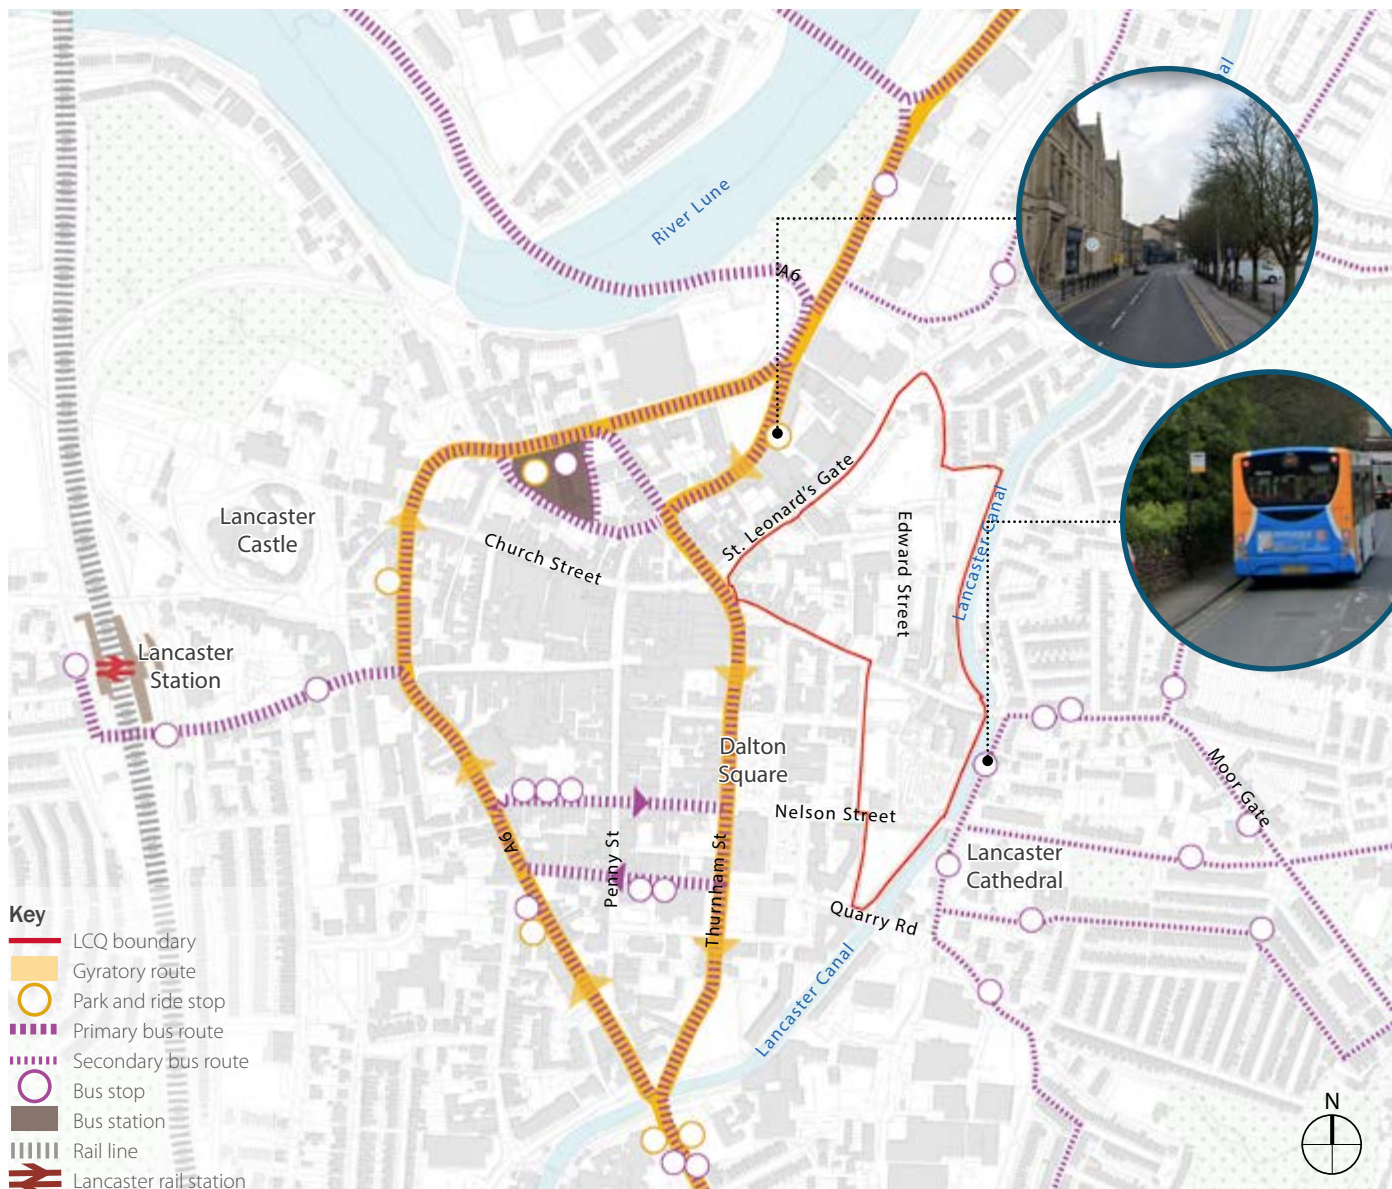 al
River Lune
A6
St. Leonard's Gate
Lancaster
Castle
Church Street
Edward Street
Lancaster Canal
Lancaster
Station
Dalton
Square
Moor Gate
Nelson Street
A6
Penny St
Thurnham St
Lancaster
Cathedral
Quarry Rd
Lancaster Canal
Key
LCQ boundary
Gyratory route
Park and ride stop
Primary bus route
Secondary bus route
Bus stop
Bus station
Rail line
Lancaster rail station
N